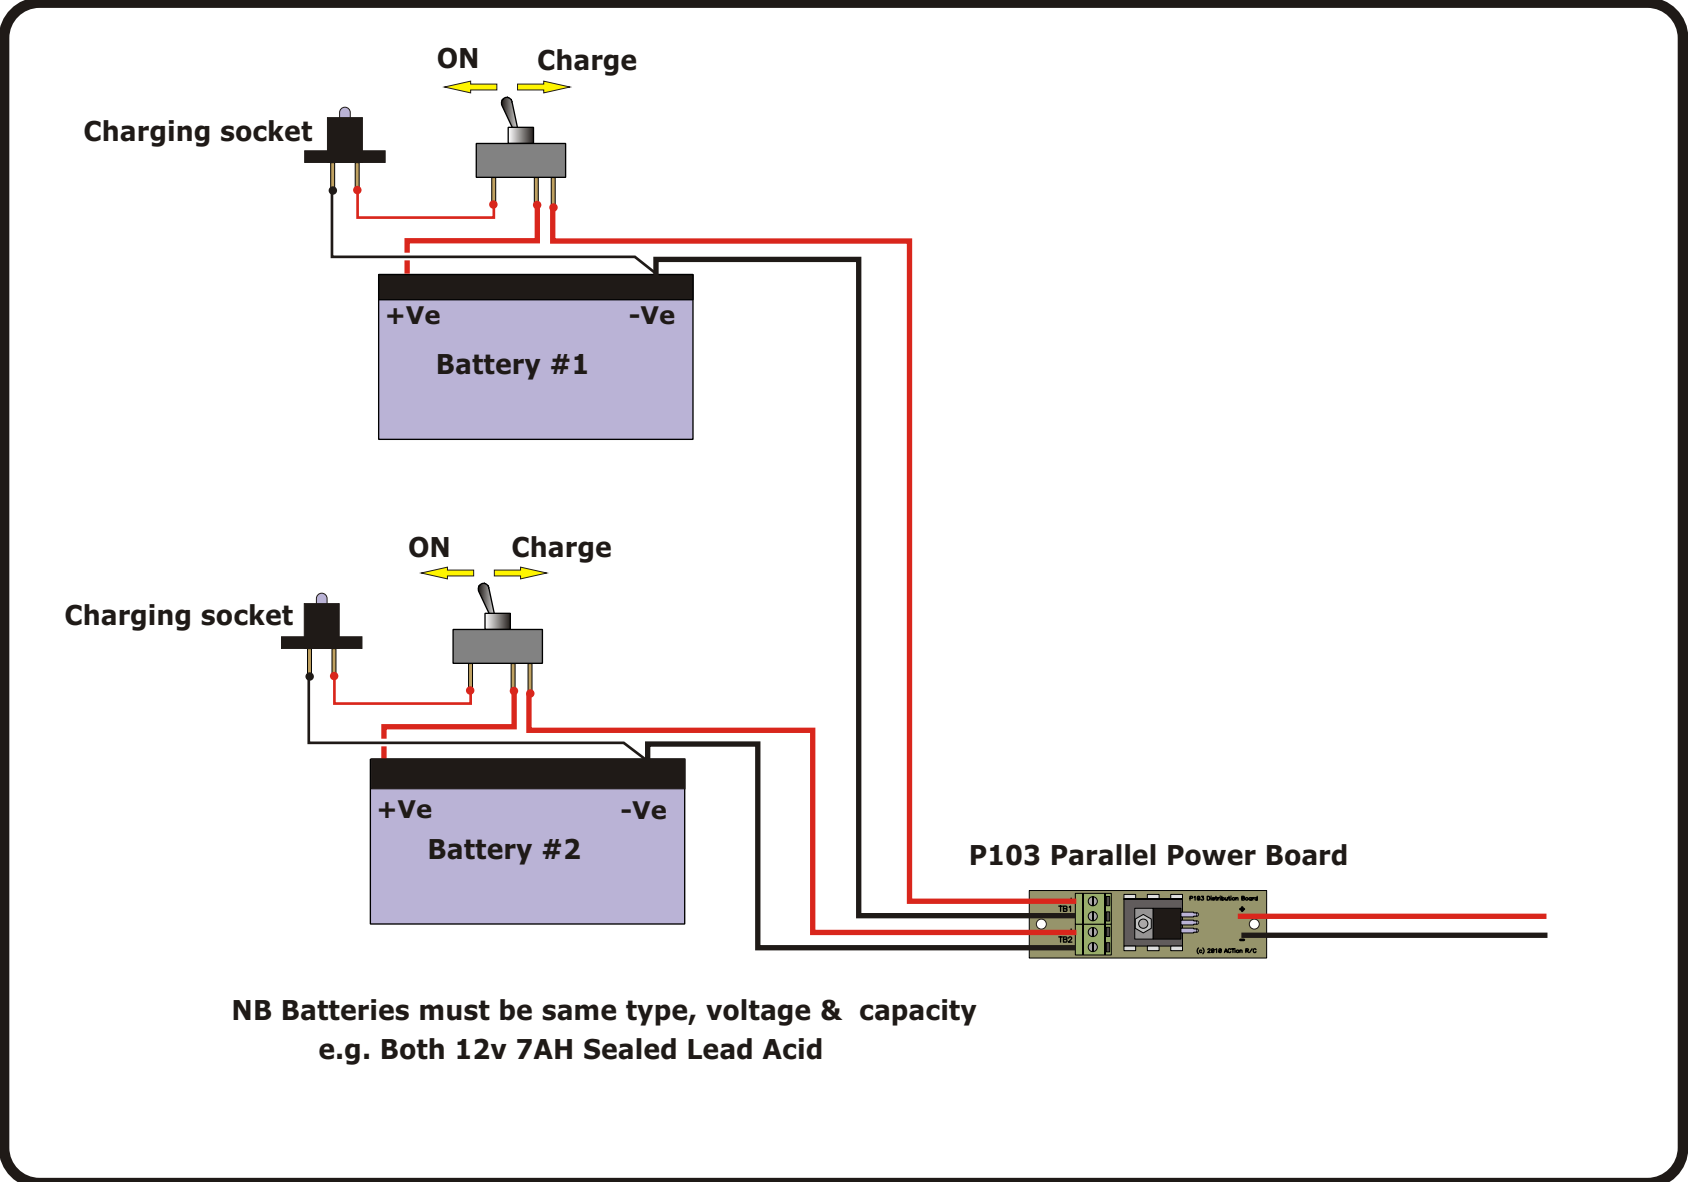 ON
Charge
Charging socket
+Ve
-Ve
Battery #1
ON
Charge
Charging socket
+Ve
-Ve
Battery #2
P103 Parallel Power Board
P103 Distribution Board
TB1
+
TB2
-
(c) 2010 ACTion R/C
NB Batteries must be same type, voltage &  capacity
e.g. Both 12v 7AH Sealed Lead Acid